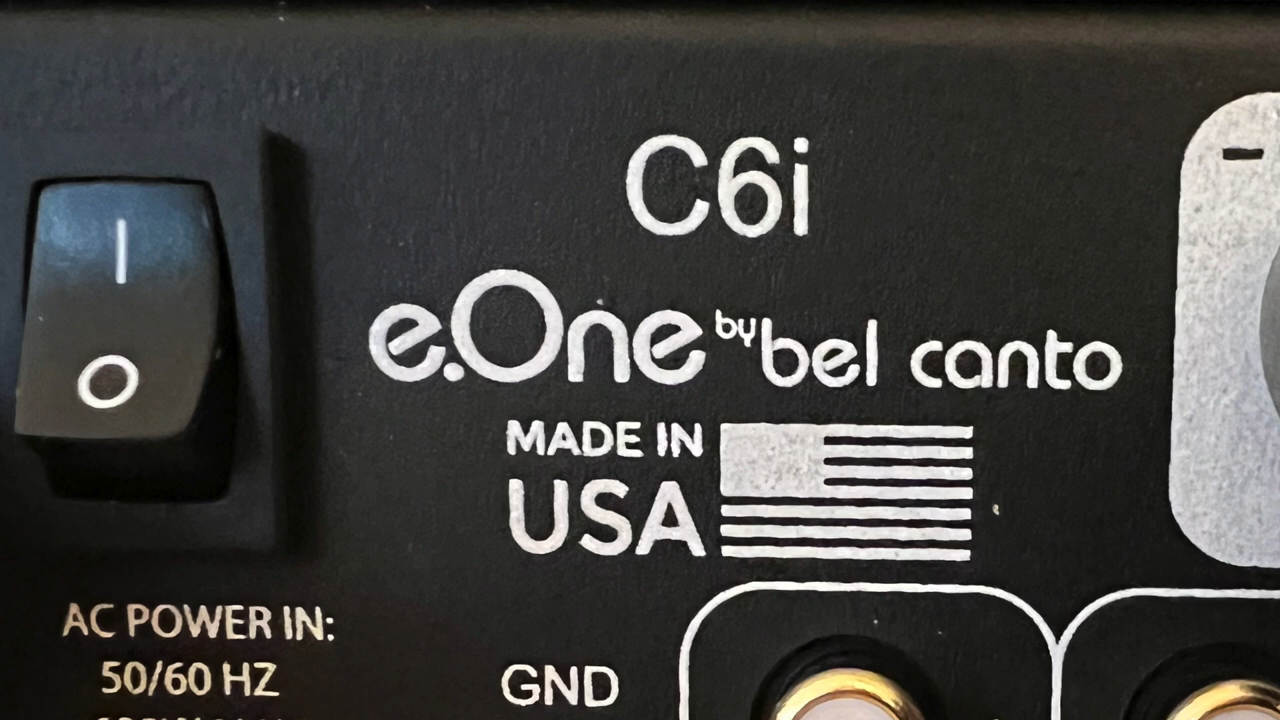 C6i
e.One by bel canto
MADE IN
USA
AC POWER IN:
50/60 HZ
GND